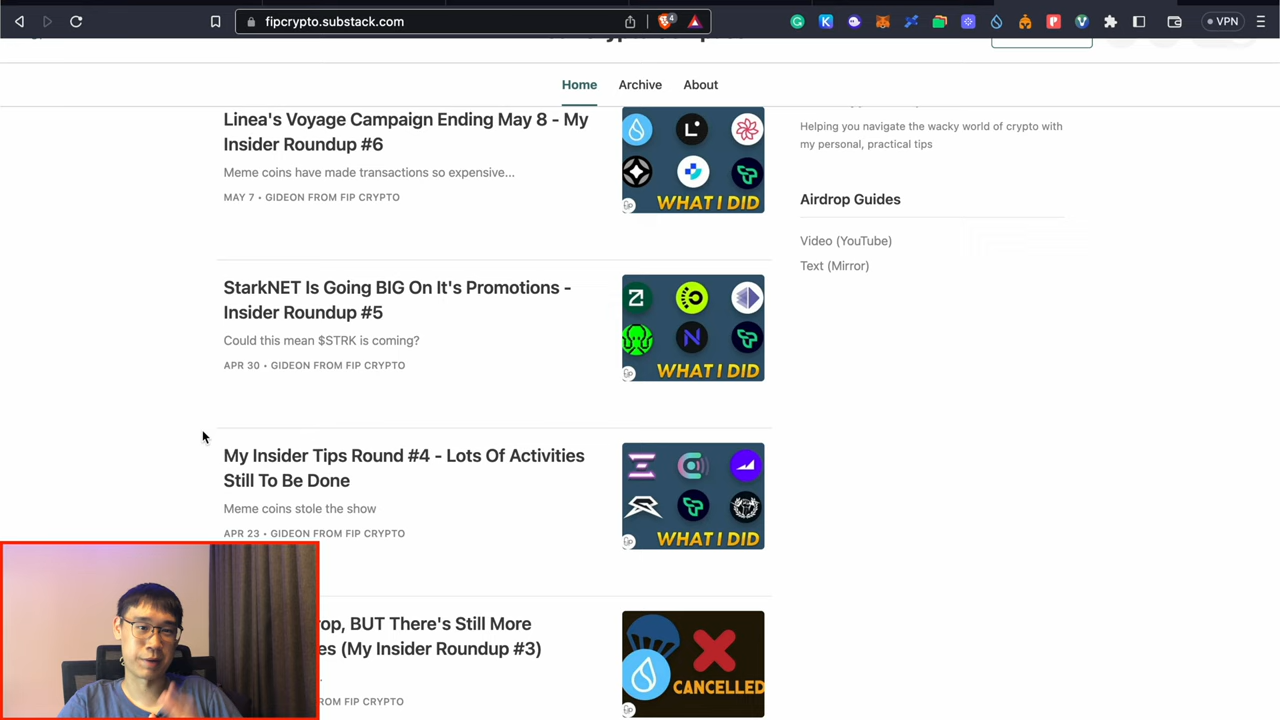 fipcrypto.substack.com
4
VPN
Home
Archive
About
Linea's Voyage Campaign Ending May 8 - My
Insider Roundup #6
Meme coins have made transactions so expensive...
MAY 7 • GIDEON FROM FIP CRYPTO
WHAT I DID
Helping you navigate the wacky world of crypto with
my personal, practical tips
Airdrop Guides
Video (YouTube)
Text (Mirror)
StarkNET Is Going BIG On It's Promotions -
Insider Roundup #5
Could this mean $STRK is coming?
APR 30 • GIDEON FROM FIP CRYPTO
WHAT I DID
My Insider Tips Round #4 - Lots Of Activities
Still To Be Done
Meme coins stole the show
APR 23 • GIDEON FROM FIP CRYPTO
WHAT I DID
rop, BUT There's Still More
es (My Insider Roundup #3)
OM FIP CRYPTO
CANCELLED